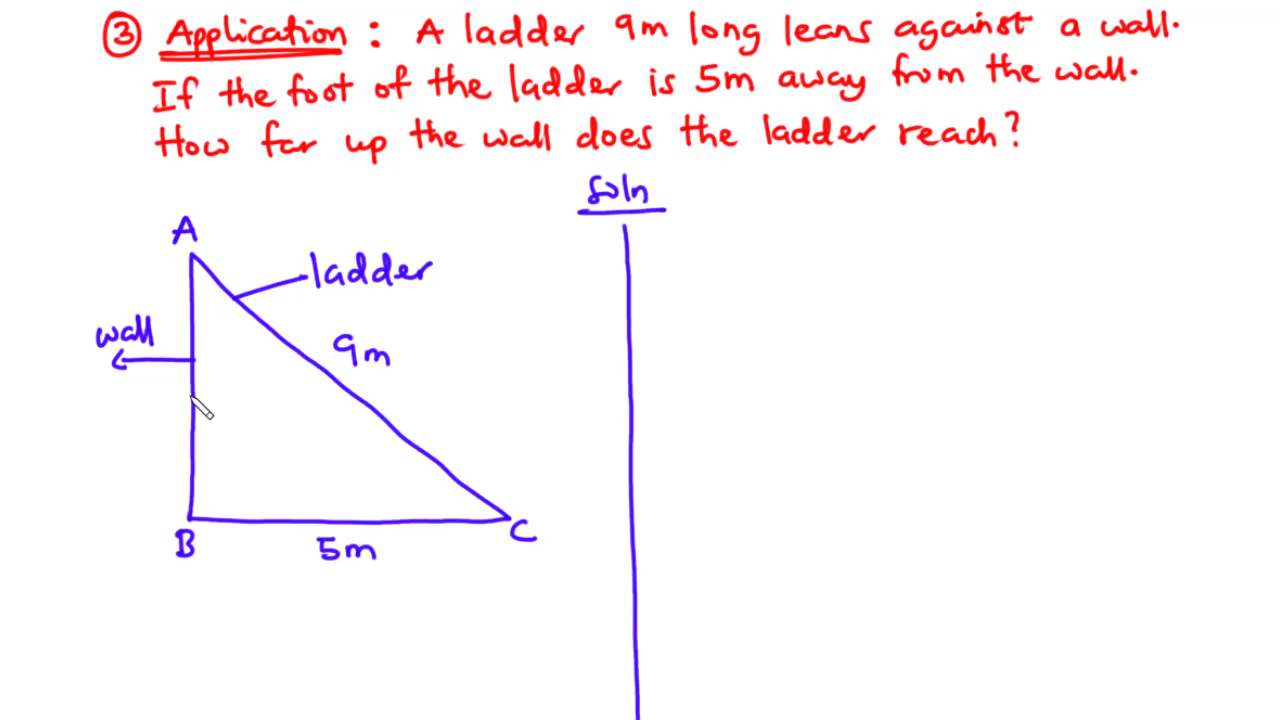 ③ Application : A ladder 9m long leans against a wall.
If the foot of the ladder is 5m away from the wall.
How far up the wall does the ladder reach?
Soln
A
ladder
wall
9m
B
5m
C